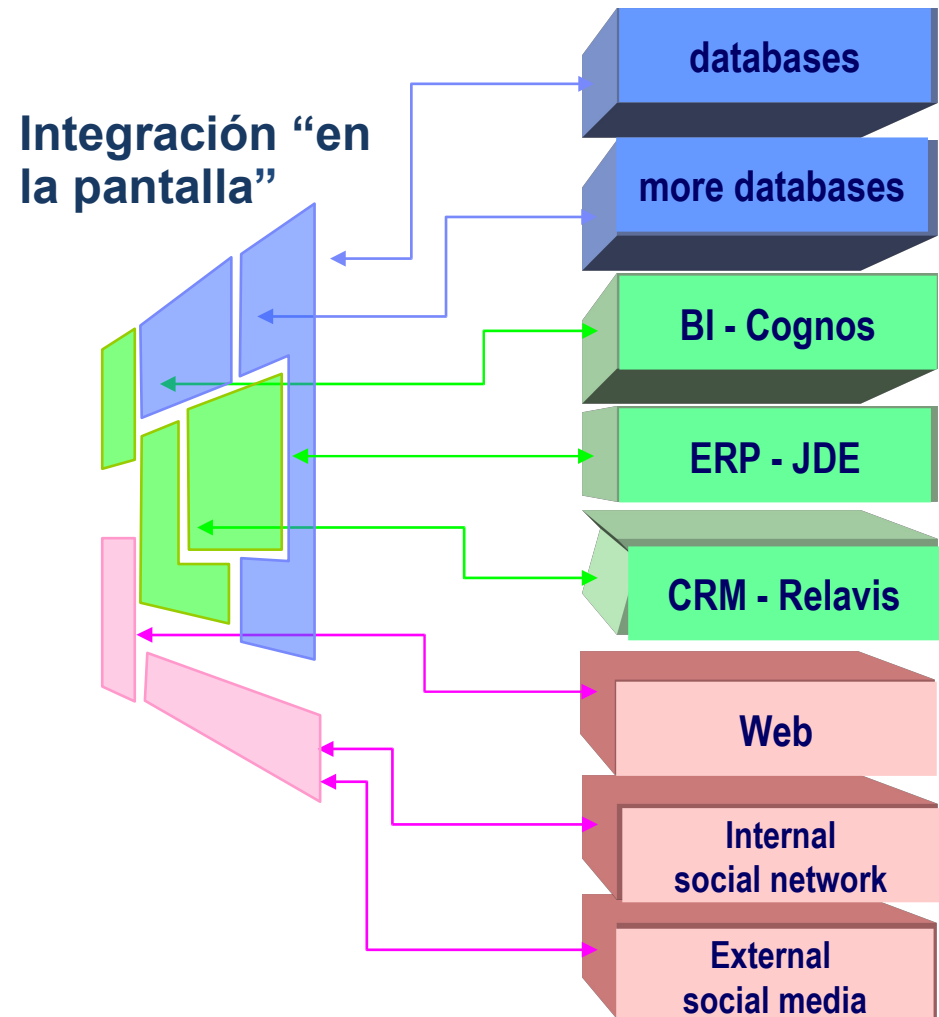 Integración “en
la pantalla”
databases
more databases
BI - Cognos
ERP - JDE
CRM - Relavis
Web
Internal
social network
External
social media